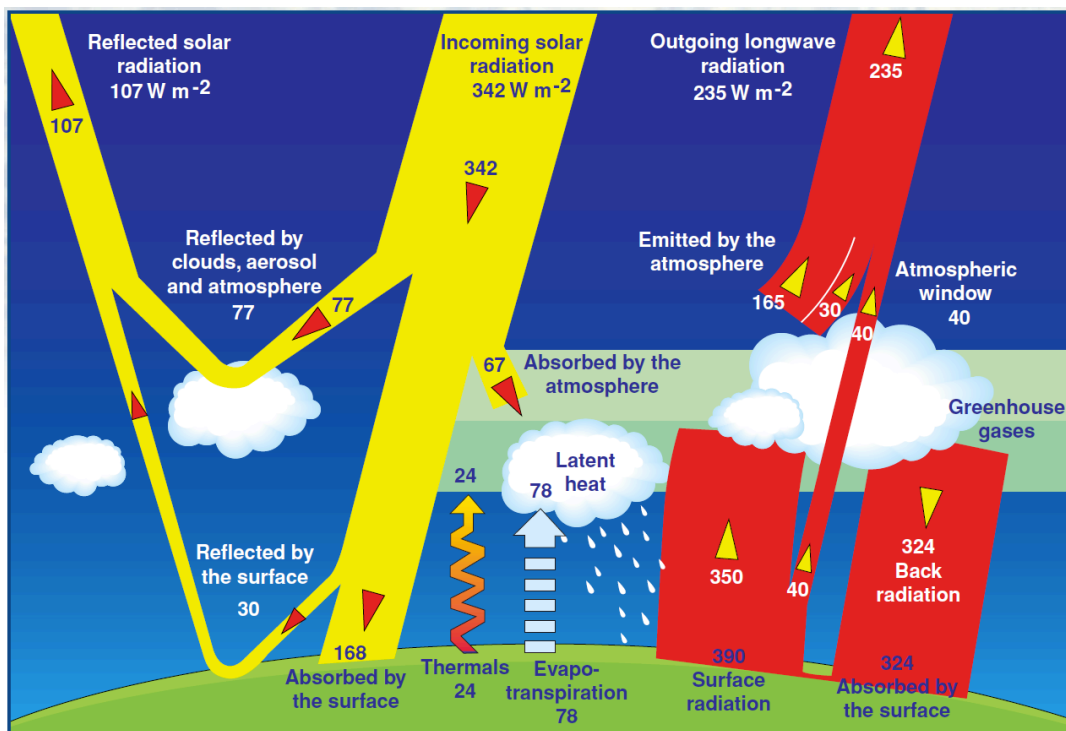 Reflected solar
radiation
107 W m-2
107
Incoming solar
radiation
342 W m-2
342
Outgoing longwave
radiation
235 W m-2
235
Reflected by
clouds, aerosol
and atmosphere
77
77
Emitted by the
atmosphere
165
30
Atmospheric
window
40
40
67
Absorbed by the
atmosphere
Greenhouse
gases
Latent
heat
24
78
350
40
324
Back
radiation
Reflected by
the surface
30
168
Absorbed by
the surface
Thermals
24
Evapo-
transpiration
78
390
Surface
radiation
324
Absorbed by
the surface